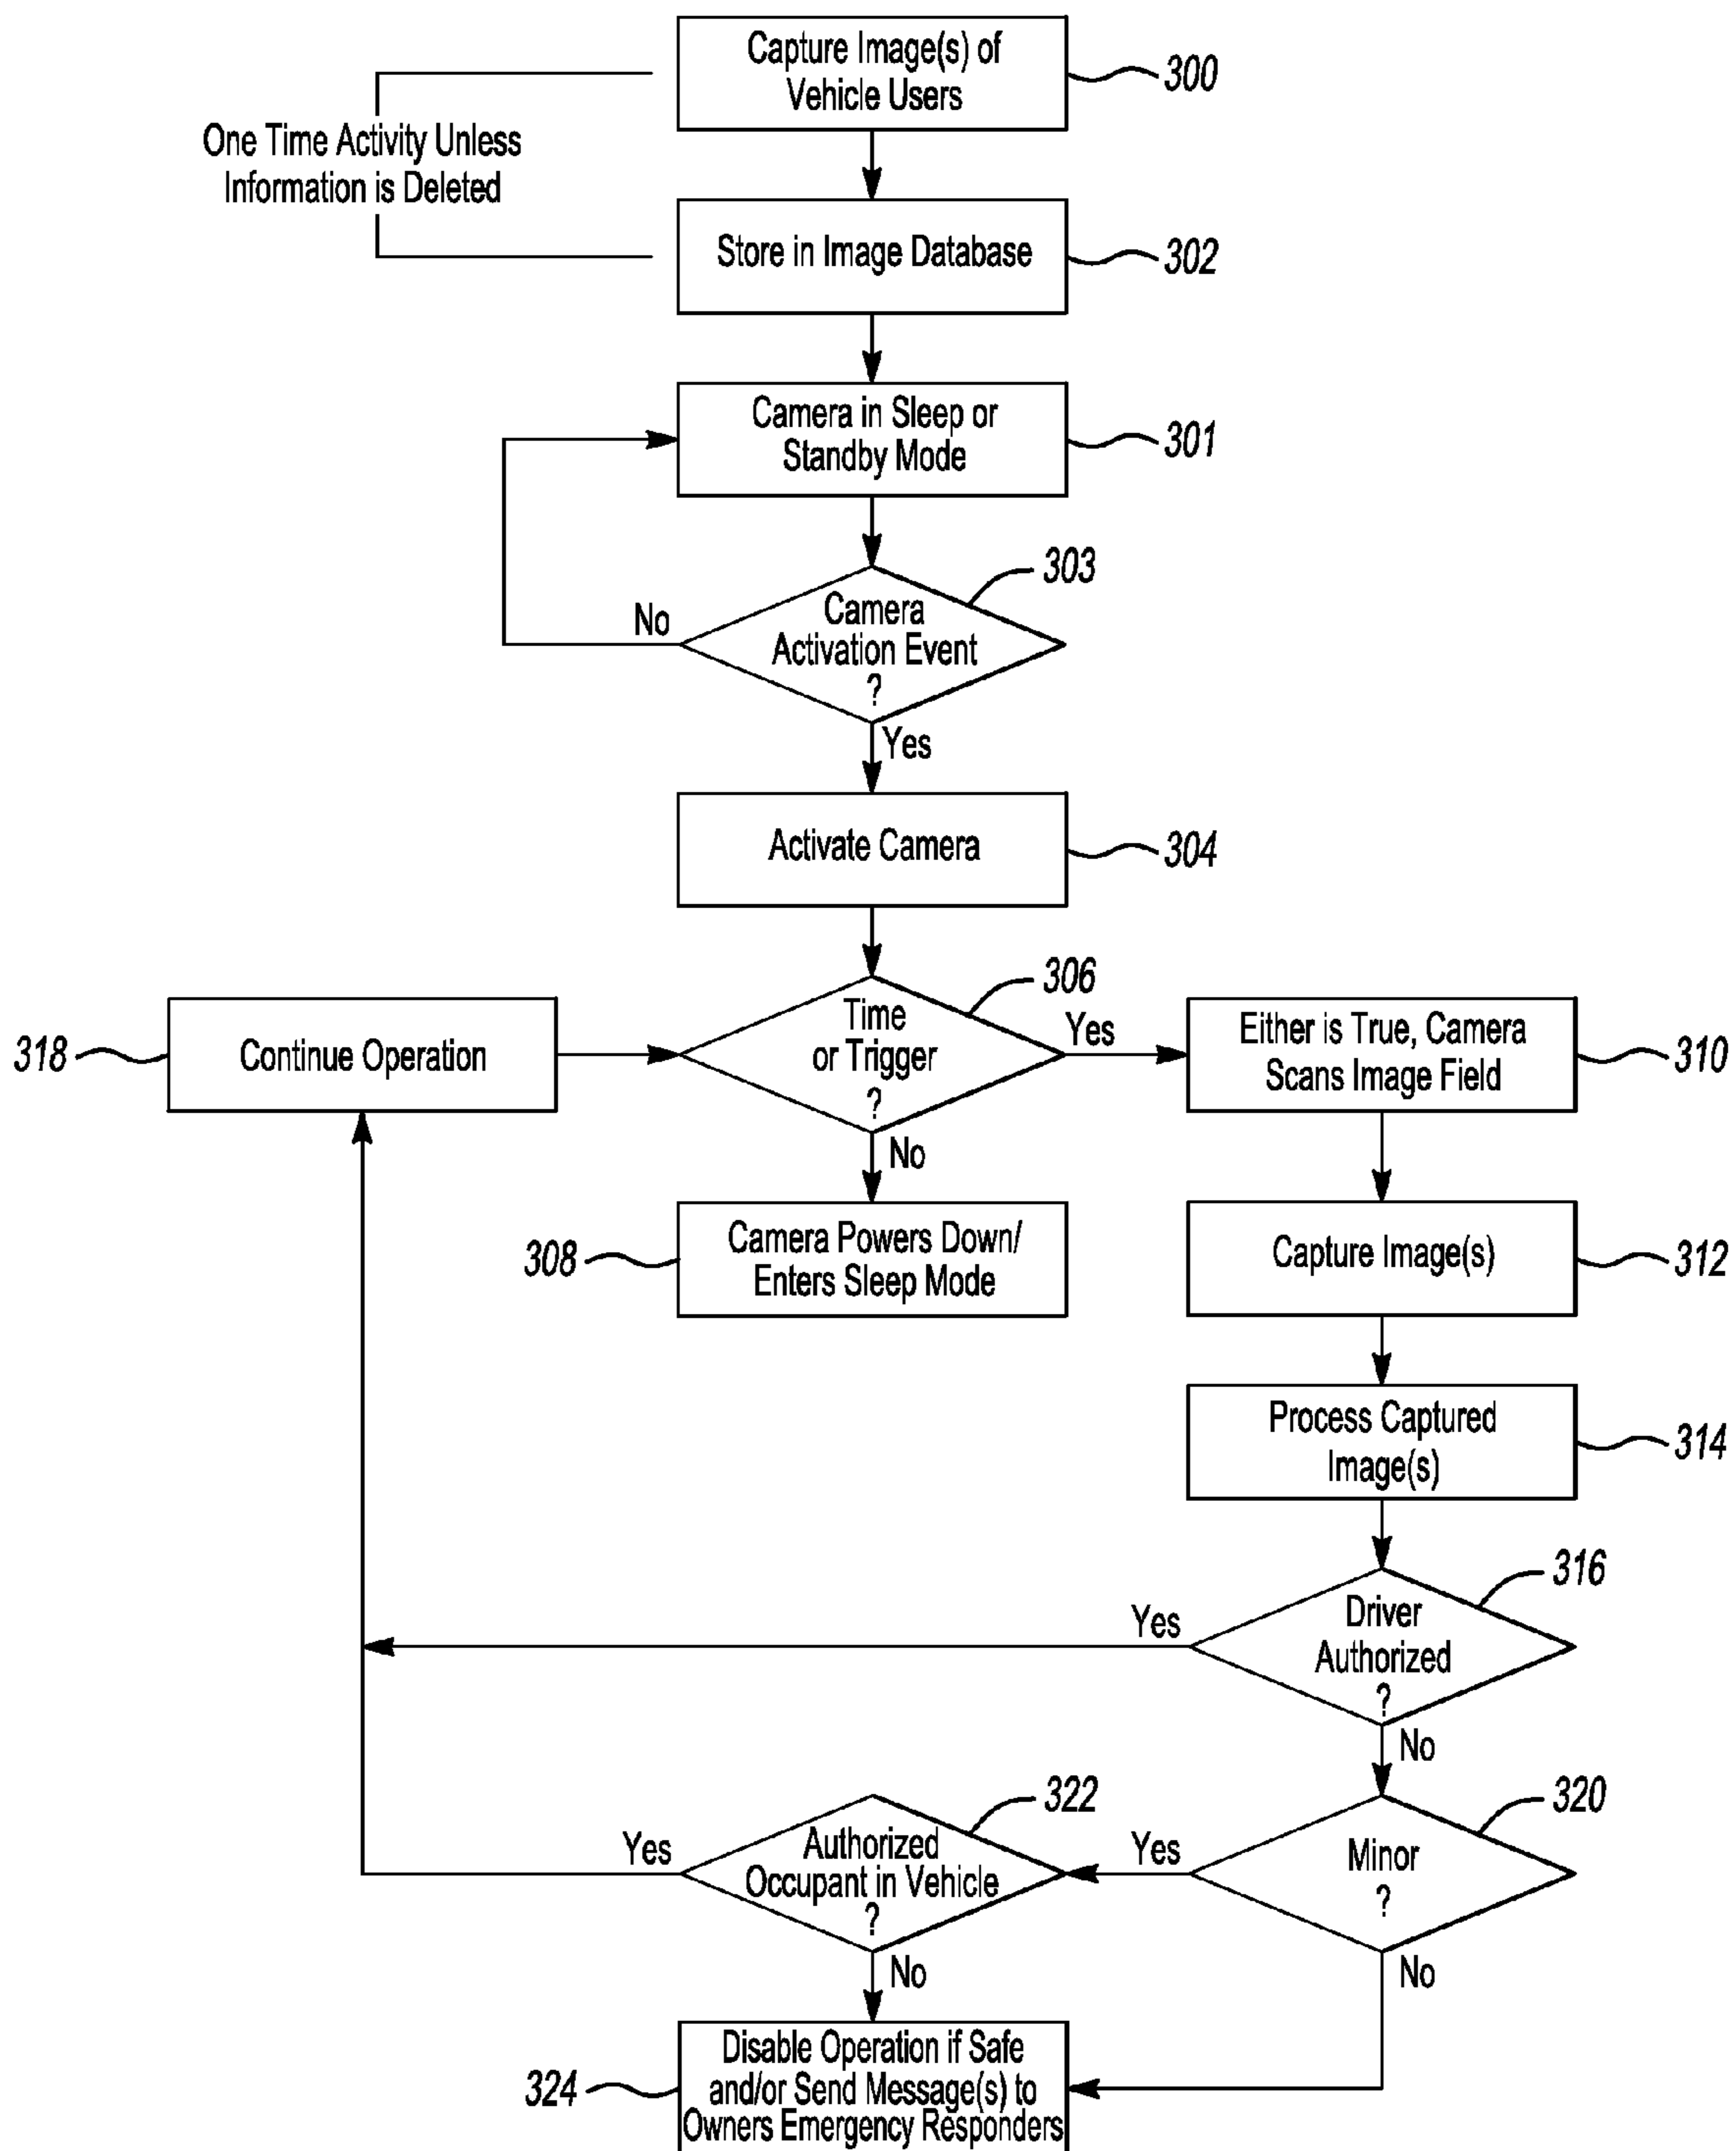 Capture Image(s) of
Vehicle Users
300
One Time Activity Unless
Information is Deleted
Store in Image Database
302
Camera in Sleep or
Standby Mode
301
303
Camera
Activation Event
?
No
Yes
Activate Camera
304
306
Time
or Trigger
?
Yes
No
318
Continue Operation
Either is True, Camera
Scans Image Field
310
308
Camera Powers Down/
Enters Sleep Mode
Capture Image(s)
312
Process Captured
Image(s)
314
316
Driver
Authorized
?
Yes
No
322
Authorized
Occupant in Vehicle
?
Yes
No
320
Minor
?
Yes
No
324
Disable Operation if Safe
and/or Send Message(s) to
Owners Emergency Responders